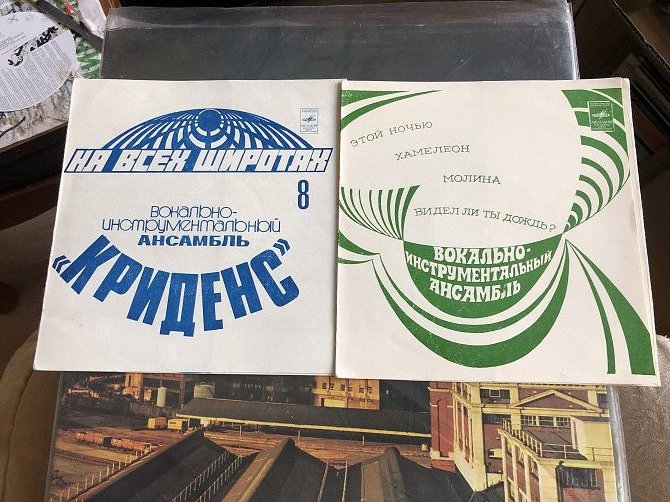 НА ВСЕХ ШИРОТАХ
8
ВОКАЛЬНО-
ИНСТРУМЕНТАЛЬНЫЙ
АНСАМБЛЬ
«КРИДЕНС»
ЭТОЙ НОЧЬЮ
ХАМЕЛЕОН
МОЛИНА
ВИДЕЛ ЛИ ТЫ ДОЖДЬ?
ВОКАЛЬНО-
ИНСТРУМЕНТАЛЬНЫЙ
АНСАМБЛЬ